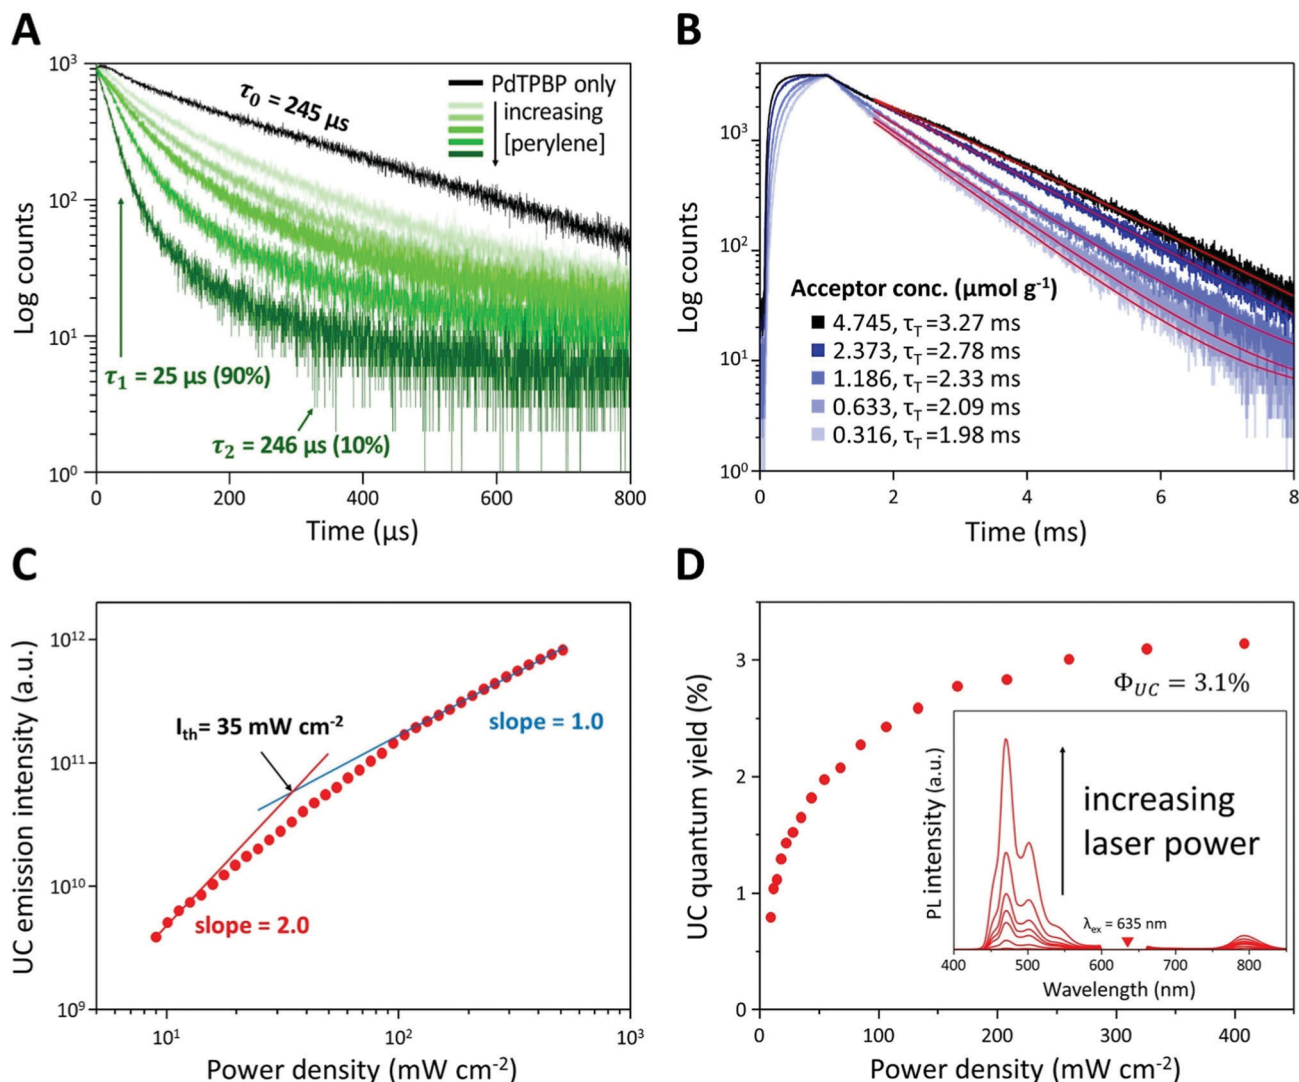 A
10³
10²
10¹
10⁰
Log counts
τ₀ = 245 µs
PdTPBP only
increasing
[perylene]
τ₁ = 25 µs (90%)
τ₂ = 246 µs (10%)
0
200
400
600
800
Time (µs)
B
10³
10²
10¹
10⁰
Log counts
Acceptor conc. (µmol g⁻¹)
4.745, τ_T =3.27 ms
2.373, τ_T =2.78 ms
1.186, τ_T =2.33 ms
0.633, τ_T =2.09 ms
0.316, τ_T =1.98 ms
0
2
4
6
8
Time (ms)
C
10¹²
10¹¹
10¹⁰
10⁹
UC emission intensity (a.u.)
I_th= 35 mW cm⁻²
slope = 1.0
slope = 2.0
10¹
10²
10³
Power density (mW cm⁻²)
D
3
2
1
0
UC quantum yield (%)
Φ_UC = 3.1%
PL intensity (a.u.)
increasing
laser power
λ_ex = 635 nm
400
500
600
700
800
Wavelength (nm)
0
100
200
300
400
Power density (mW cm⁻²)